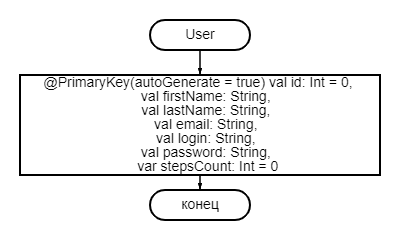 User
@PrimaryKey(autoGenerate = true) val id: Int = 0,
val firstName: String,
val lastName: String,
val email: String,
val login: String,
val password: String,
var stepsCount: Int = 0
конец